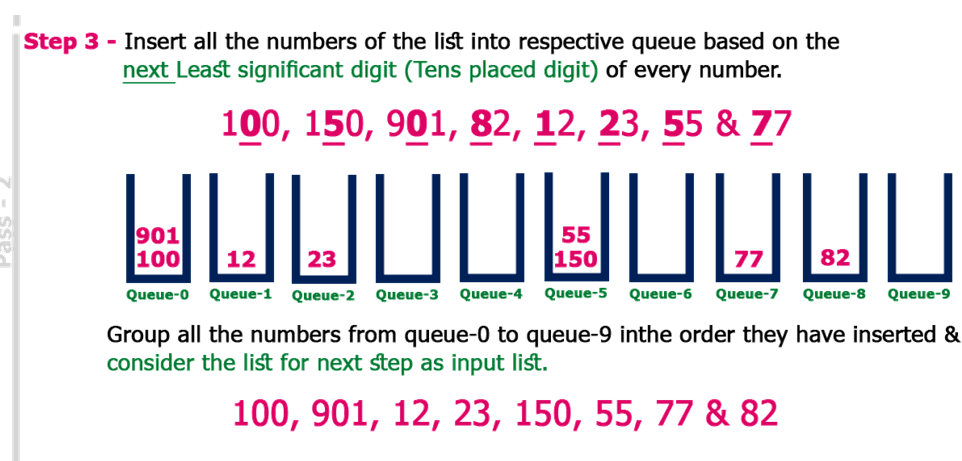 Step 3 - Insert all the numbers of the list into respective queue based on the
next Least significant digit (Tens placed digit) of every number.
100, 150, 901, 82, 12, 23, 55 & 77
Pass - 2
901 55
100 12 23 150 77 82
Queue-0 Queue-1 Queue-2 Queue-3 Queue-4 Queue-5 Queue-6 Queue-7 Queue-8 Queue-9
Group all the numbers from queue-0 to queue-9 inthe order they have inserted &
consider the list for next step as input list.
100, 901, 12, 23, 150, 55, 77 & 82